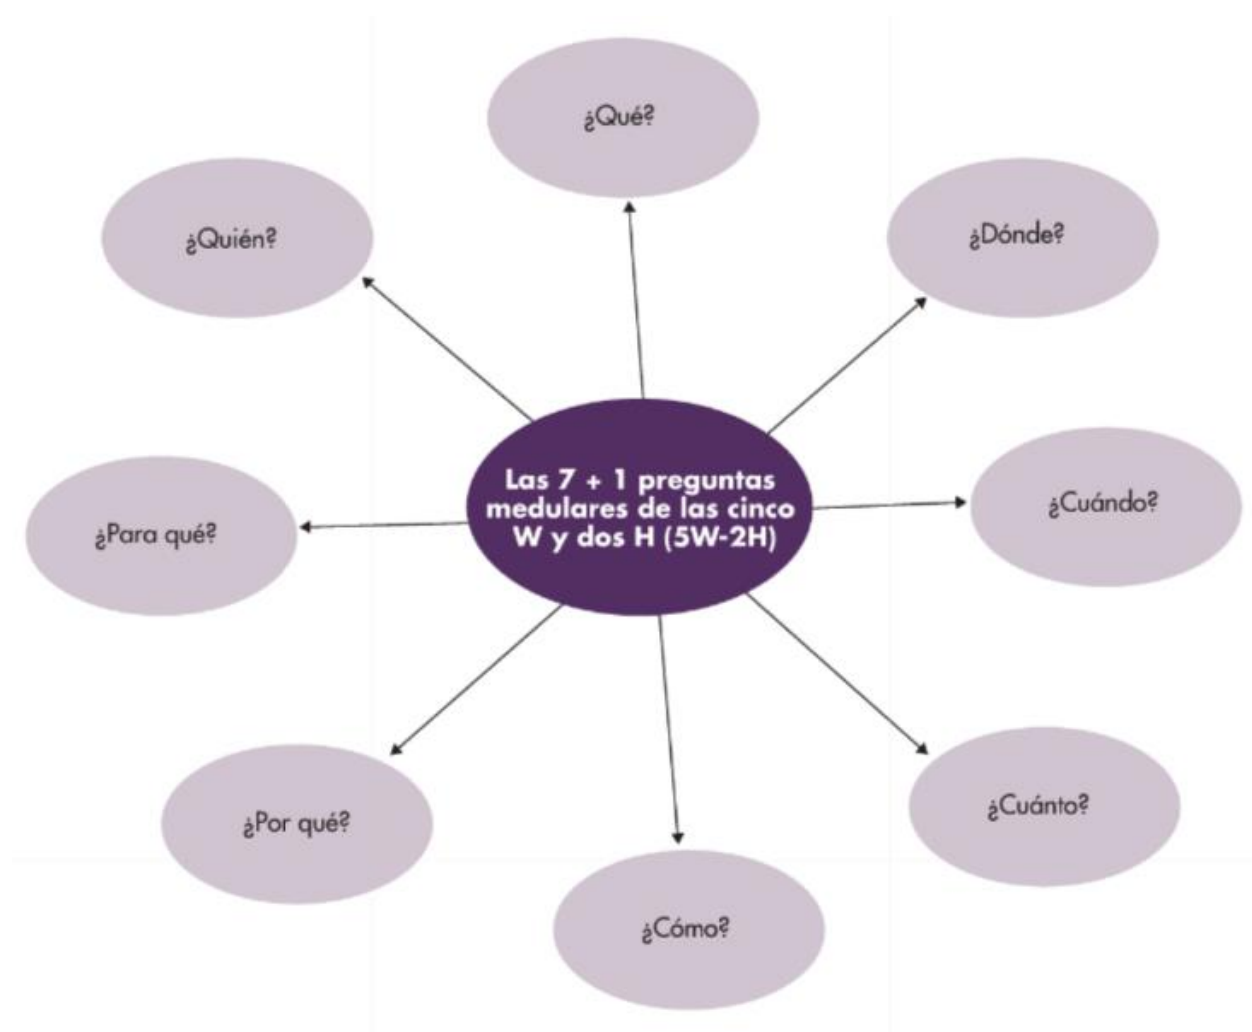 ¿Qué?
¿Quién?
¿Dónde?
Las 7 + 1 preguntas
medulares de las cinco
W y dos H (5W-2H)
¿Cuándo?
¿Para qué?
¿Cuánto?
¿Por qué?
¿Cómo?